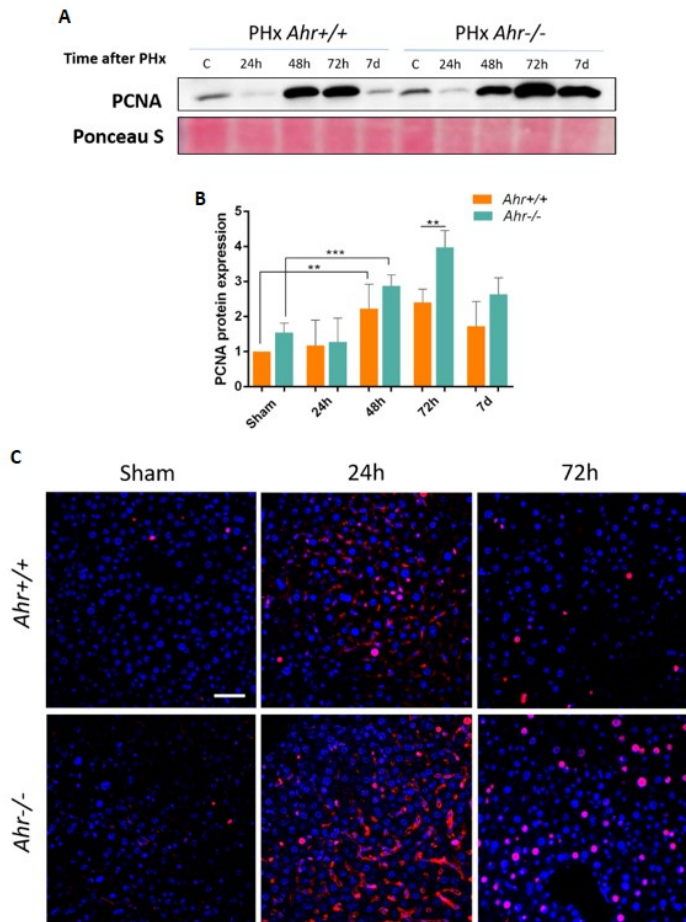 A
PHx Ahr+/+ PHx Ahr-/-
Time after PHx C 24h 48h 72h 7d C 24h 48h 72h 7d
PCNA
Ponceau S
B
Ahr+/+
Ahr-/-
PCNA protein expression
5
4
3
2
1
0
** *** **
Sham 24h 48h 72h 7d
C
Sham 24h 72h
Ahr+/+
Ahr-/-